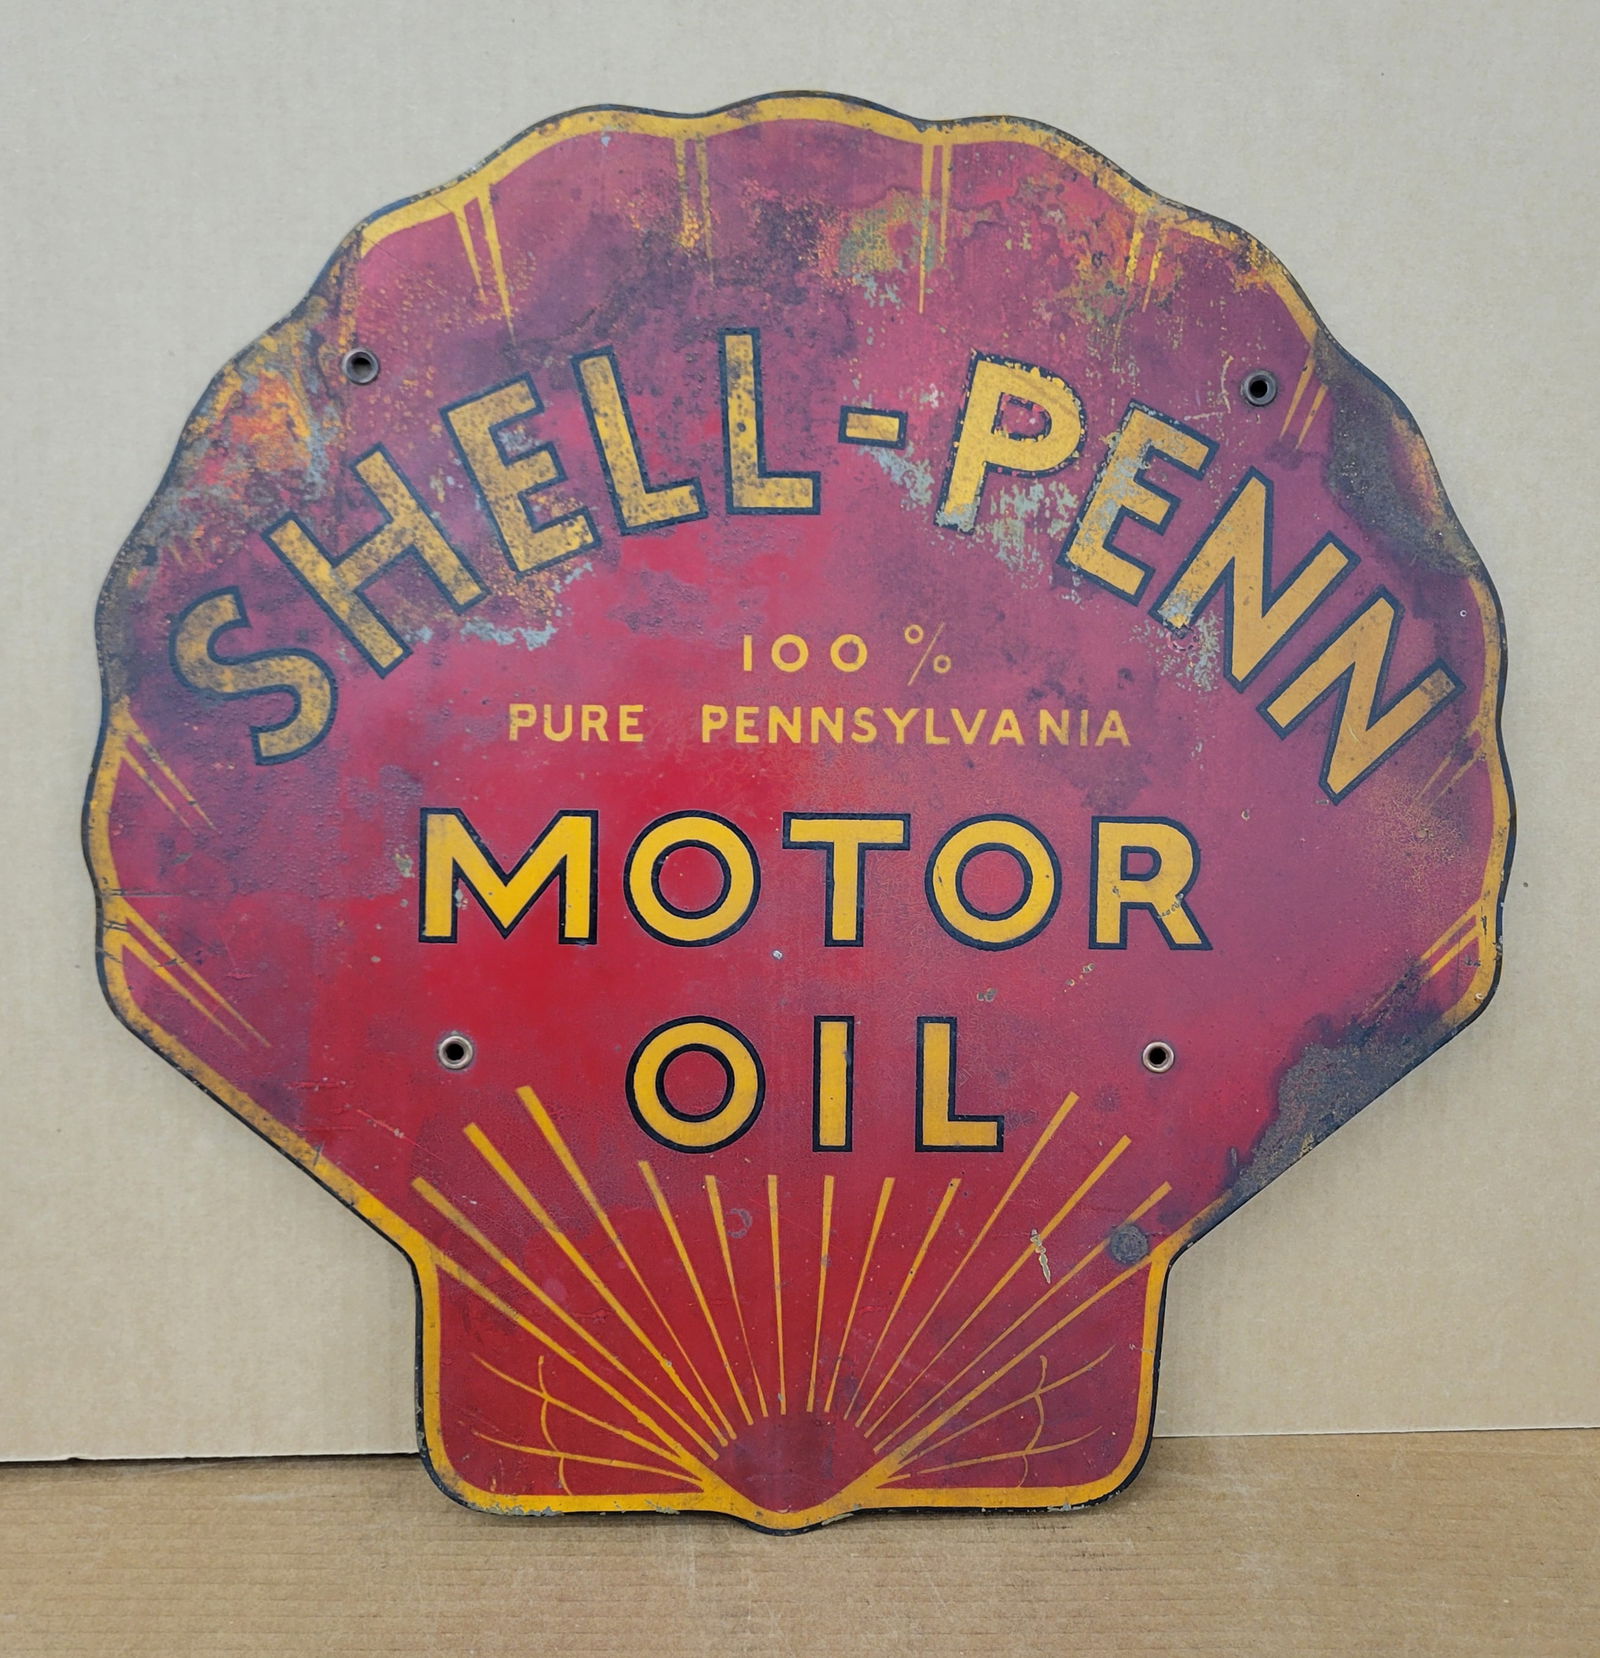 SHELL-PENN
100%
PURE PENNSYLVANIA
MOTOR
OIL